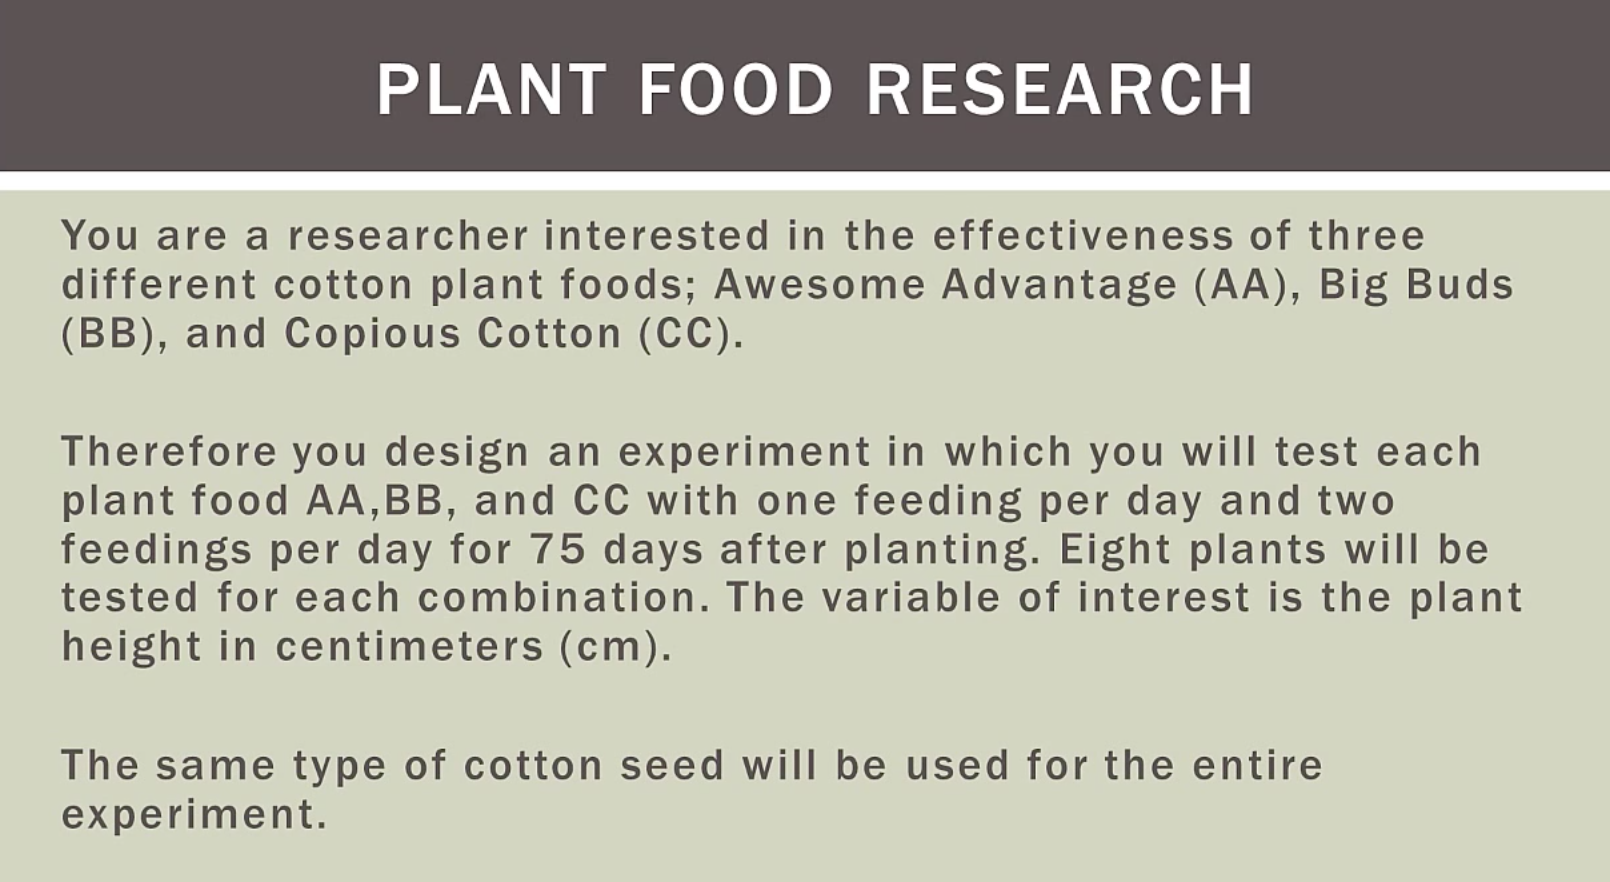 PLANT FOOD RESEARCH
You are a researcher interested in the effectiveness of three
different cotton plant foods; Awesome Advantage (AA), Big Buds
(BB), and Copious Cotton (CC).
Therefore you design an experiment in which you will test each
plant food AA,BB, and CC with one feeding per day and two
feedings per day for 75 days after planting. Eight plants will be
tested for each combination. The variable of interest is the plant
height in centimeters (cm).
The same type of cotton seed will be used for the entire
experiment.